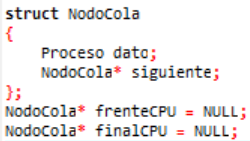 struct NodoCola
{
    Proceso dato;
    NodoCola* siguiente;
};
NodoCola* frenteCPU = NULL;
NodoCola* finalCPU = NULL;